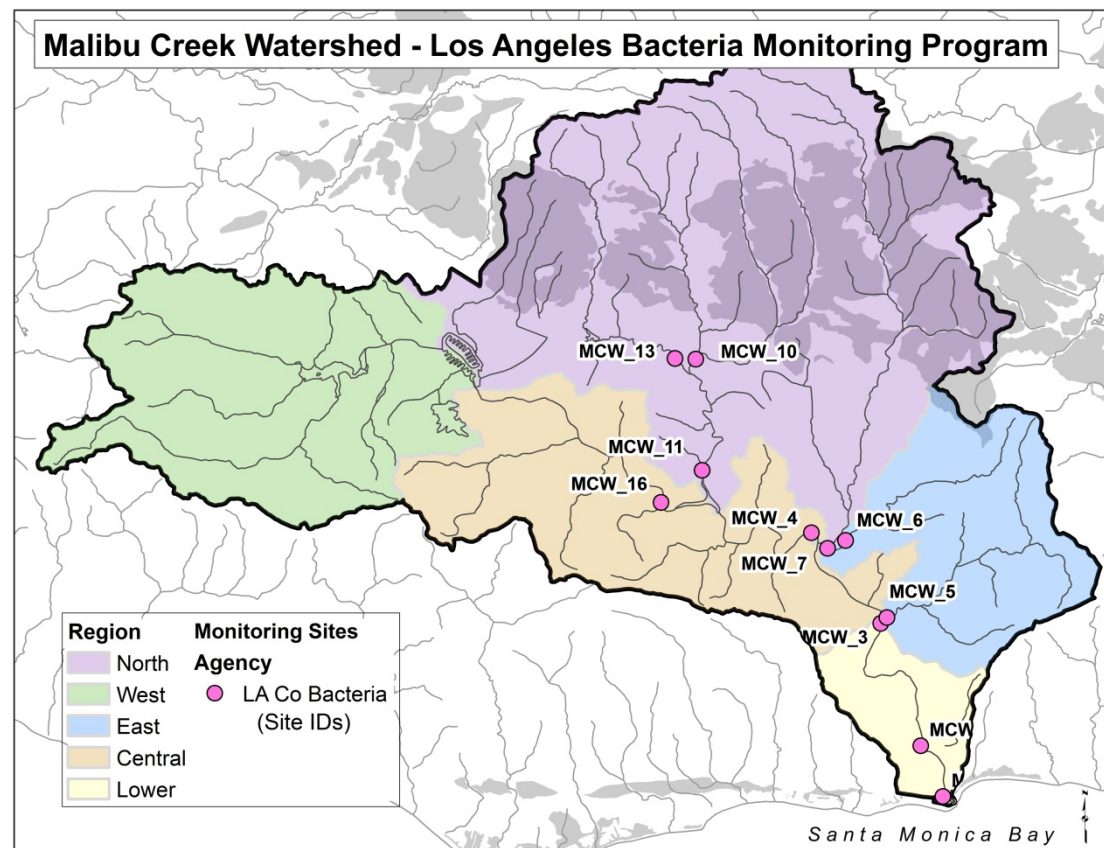 Malibu Creek Watershed - Los Angeles Bacteria Monitoring Program
MCW_13
MCW_10
MCW_11
MCW_16
MCW_4
MCW_6
MCW_7
MCW_5
MCW_3
MCW
Region
North
West
East
Central
Lower
Monitoring Sites
Agency
LA Co Bacteria
(Site IDs)
Santa Monica Bay